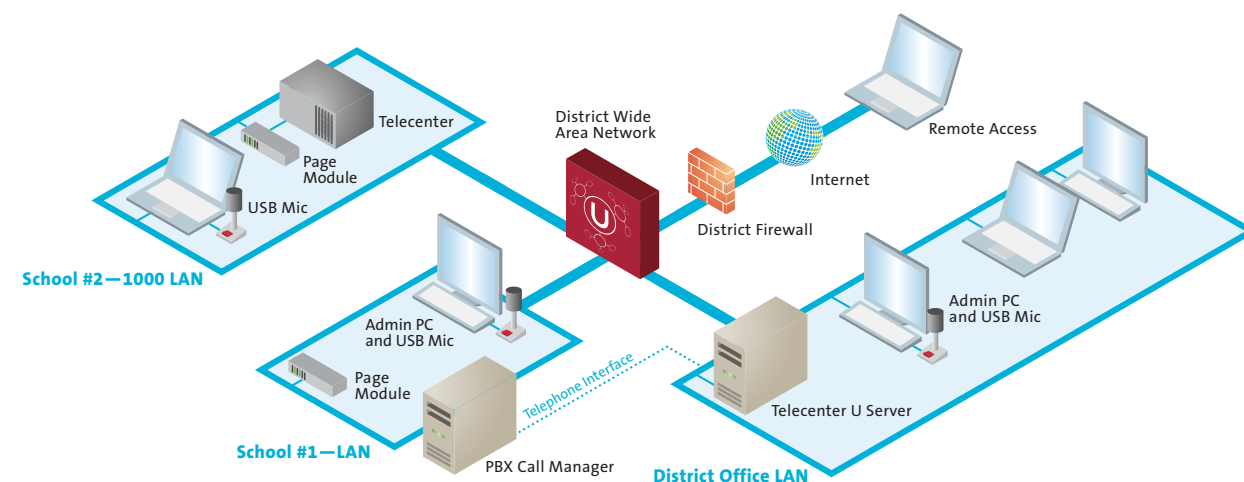 Telecenter
Page
Module
USB Mic
School #2—1000 LAN
District Wide
Area Network
U
District Firewall
Internet
Remote Access
Admin PC
and USB Mic
Page
Module
PBX Call Manager
School #1—LAN
Telephone Interface
Admin PC
and USB Mic
Telecenter U Server
District Office LAN